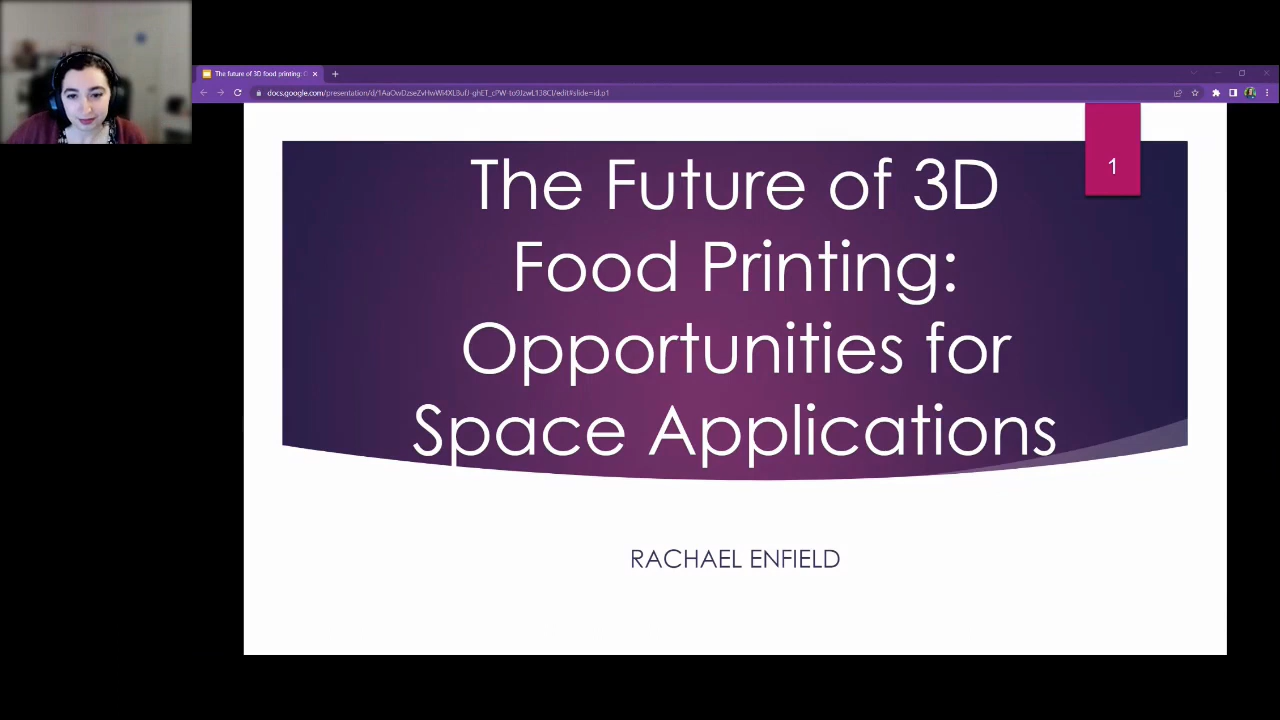 The future of 3D food printing: O
docs.google.com/presentation/d/
1
The Future of 3D
Food Printing:
Opportunities for
Space Applications
RACHAEL ENFIELD